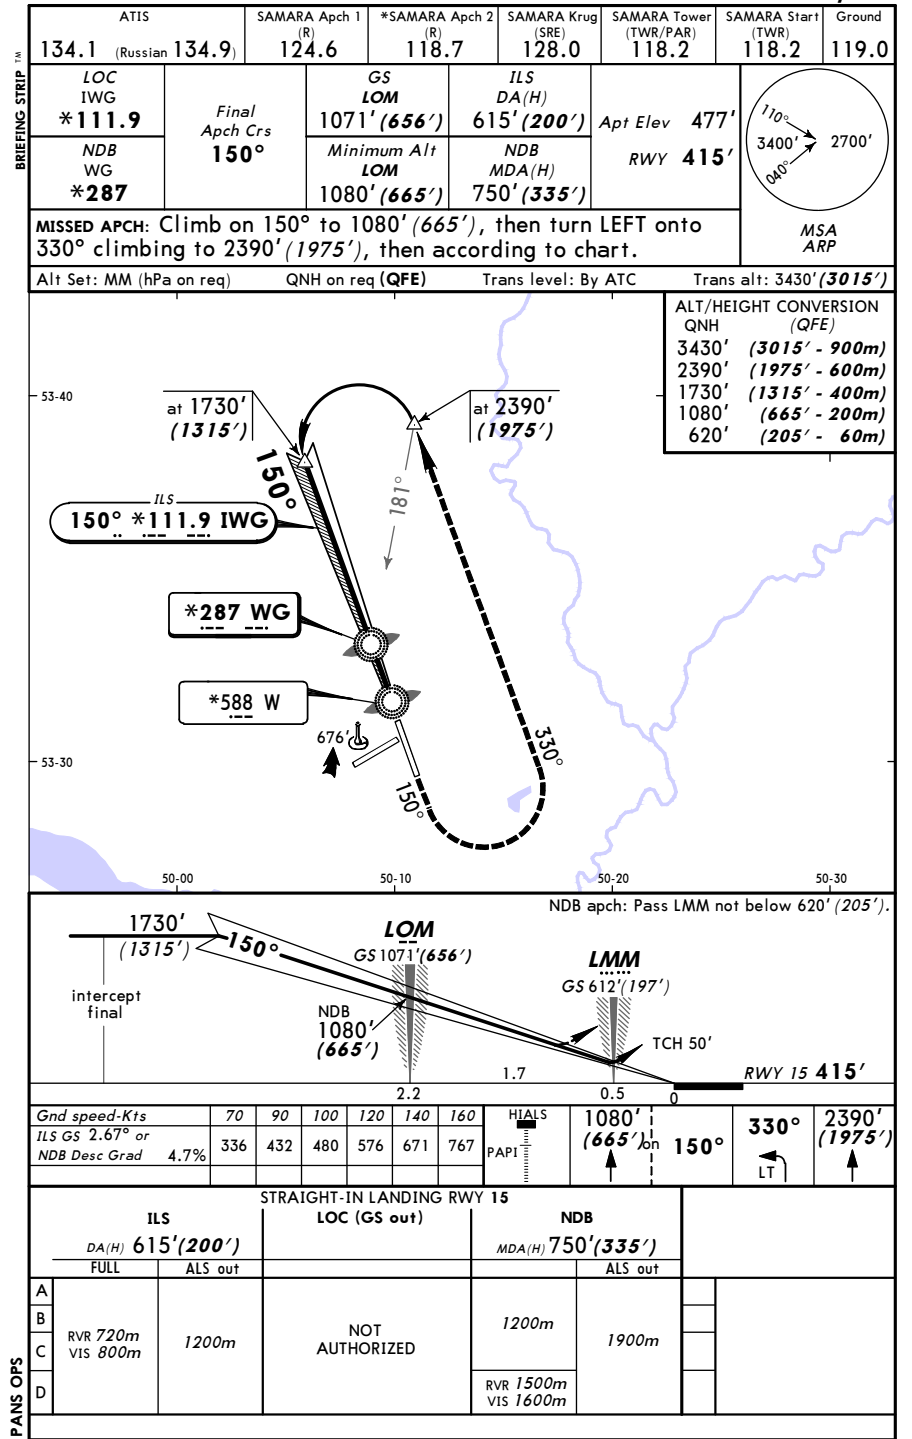 ATIS
134.1 (Russian 134.9)
SAMARA Apch 1
(R)
124.6
*SAMARA Apch 2
(R)
118.7
SAMARA Krug
(SRE)
128.0
SAMARA Tower
(TWR/PAR)
118.2
SAMARA Start
(TWR)
118.2
Ground
119.0
BRIEFING STRIP TM
LOC
IWG
*111.9
NDB
WG
*287
Final
Apch Crs
150°
GS
LOM
1071' (656')
Minimum Alt
LOM
1080' (665')
ILS
DA(H)
615' (200')
NDB
MDA(H)
750' (335')
Apt Elev 477'
RWY 415'
110°
3400'
2700'
040°
MSA
ARP
MISSED APCH: Climb on 150° to 1080' (665'), then turn LEFT onto
330° climbing to 2390' (1975'), then according to chart.
Alt Set: MM (hPa on req) QNH on req (QFE) Trans level: By ATC Trans alt: 3430' (3015')
ALT/HEIGHT CONVERSION
QNH (QFE)
3430' (3015' - 900m)
2390' (1975' - 600m)
1730' (1315' - 400m)
1080' (665' - 200m)
620' (205' - 60m)
53-40
at 1730'
(1315')
at 2390'
(1975')
150°
181°
ILS
150° *111.9 IWG
*287 WG
*588 W
676'
53-30
150°
330°
50-00
50-10
50-20
50-30
NDB apch: Pass LMM not below 620' (205').
1730'
(1315')
150°
LOM
GS 1071' (656')
LMM
GS 612' (197')
intercept
final
NDB
1080'
(665')
TCH 50'
1.7
RWY 15 415'
2.2
0.5
0
Gnd speed-Kts 70 90 100 120 140 160
ILS GS 2.67° or
NDB Desc Grad 4.7% 336 432 480 576 671 767
HIALS
PAPI
1080'
(665')
on
150°
330°
LT
2390'
(1975')
STRAIGHT-IN LANDING RWY 15
ILS
DA(H) 615' (200')
LOC (GS out)
NDB
MDA(H) 750' (335')
FULL
ALS out
ALS out
A
B
C
D
RVR 720m
VIS 800m
1200m
NOT
AUTHORIZED
1200m
RVR 1500m
VIS 1600m
1900m
PANS OPS